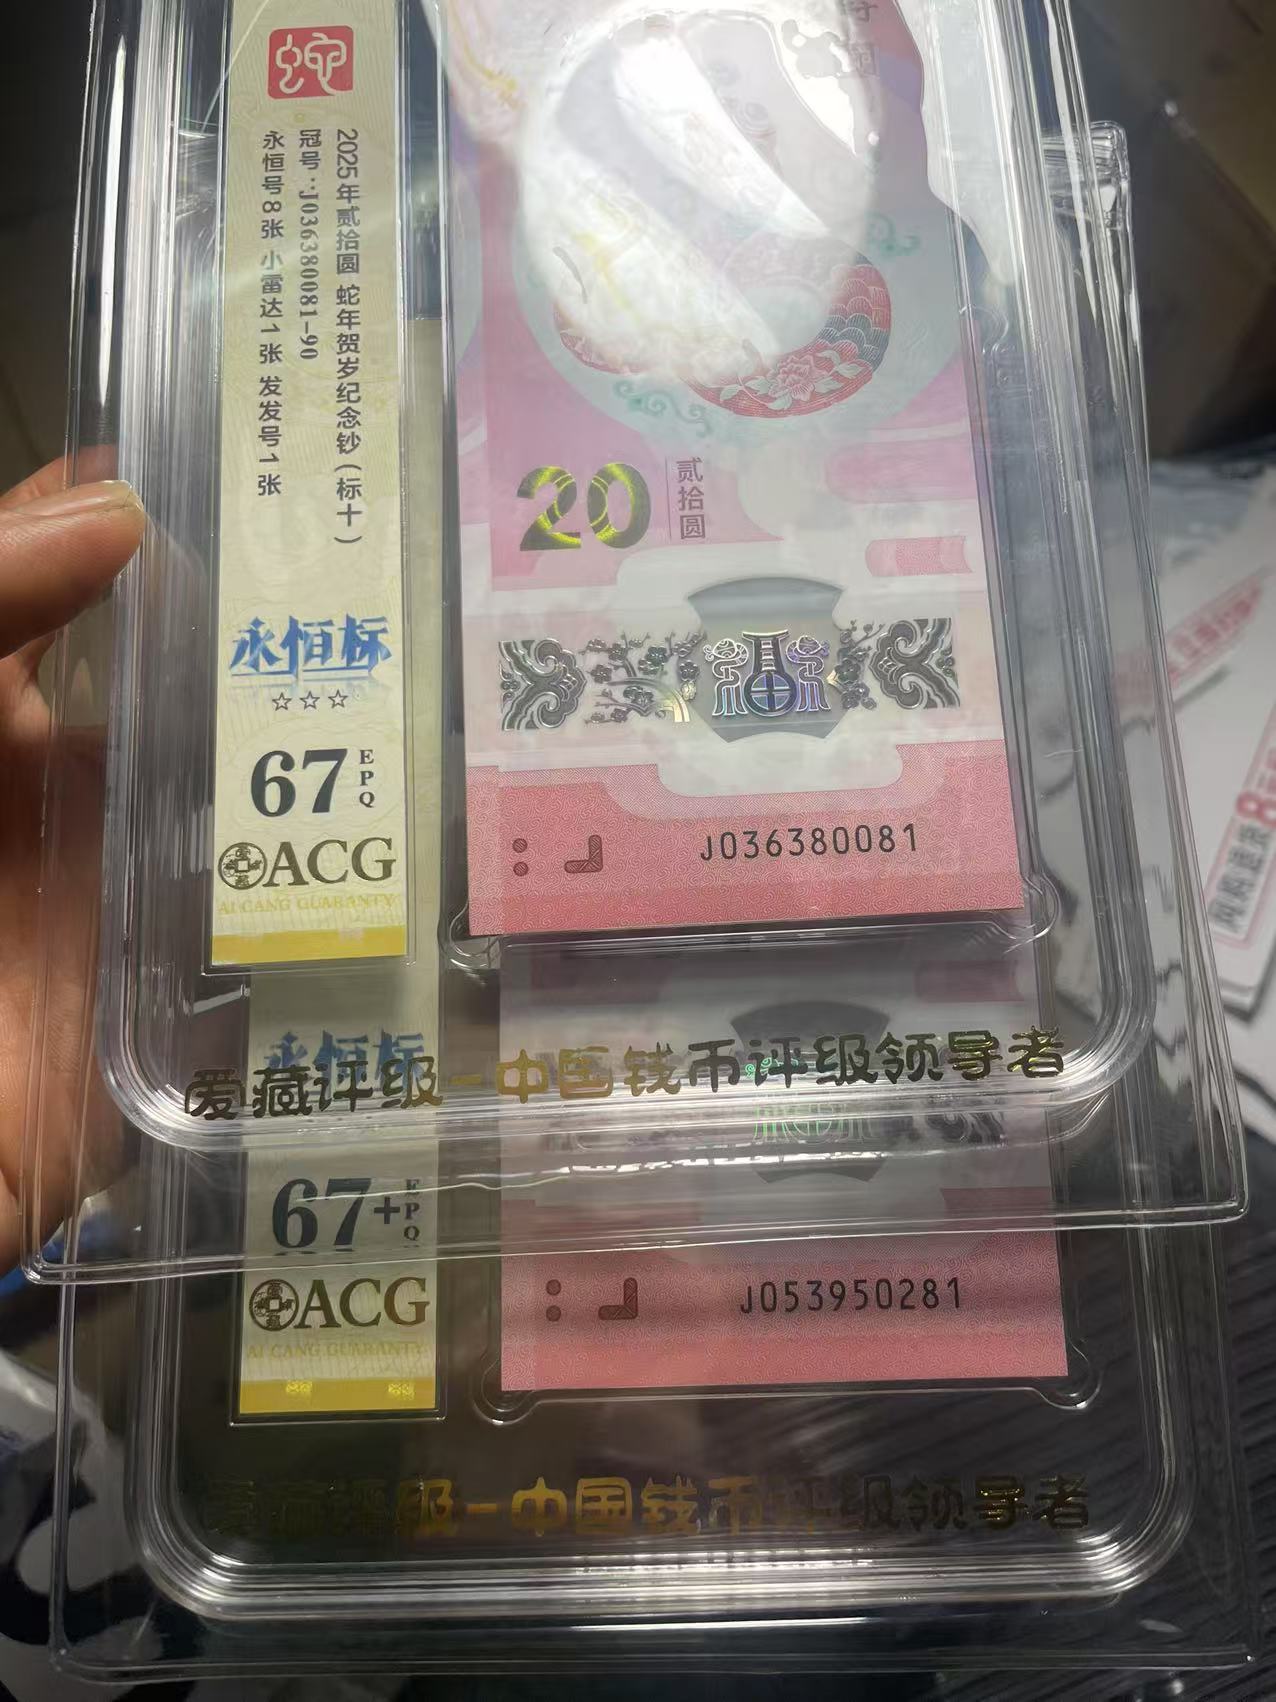 蛇
2025年贰拾圆 蛇年贺岁纪念钞（标十）
冠号：J036380081-90
永恒号8张 小雷达1张 发发号1张
永恒标
☆☆☆
67 EPQ
ACG
AI CANG GUARANTY
20
贰拾圆
J036380081
爱藏评级-中国钱币评级领导者
永恒标
67+ EPQ
ACG
AI CANG GUARANTY
J053950281
爱藏评级-中国钱币评级领导者